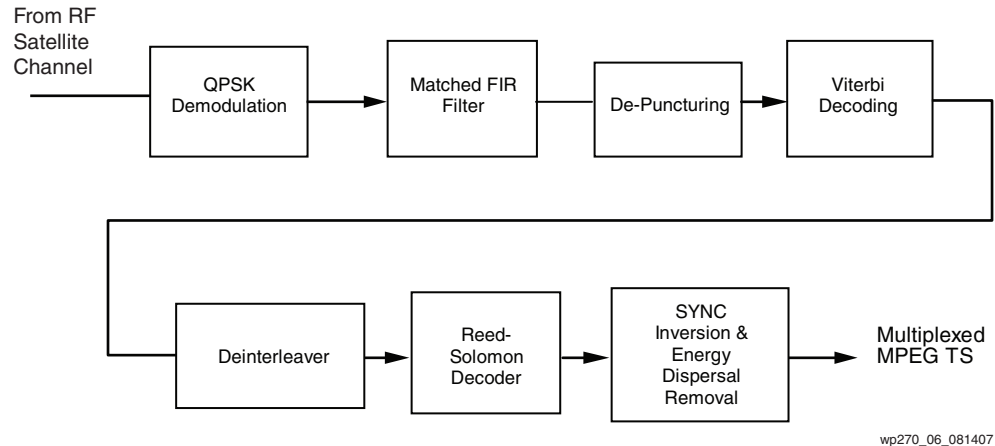 From RF
Satellite
Channel
QPSK
Demodulation
Matched FIR
Filter
De-Puncturing
Viterbi
Decoding
Deinterleaver
Reed-
Solomon
Decoder
SYNC
Inversion &
Energy
Dispersal
Removal
Multiplexed
MPEG TS
wp270_06_081407